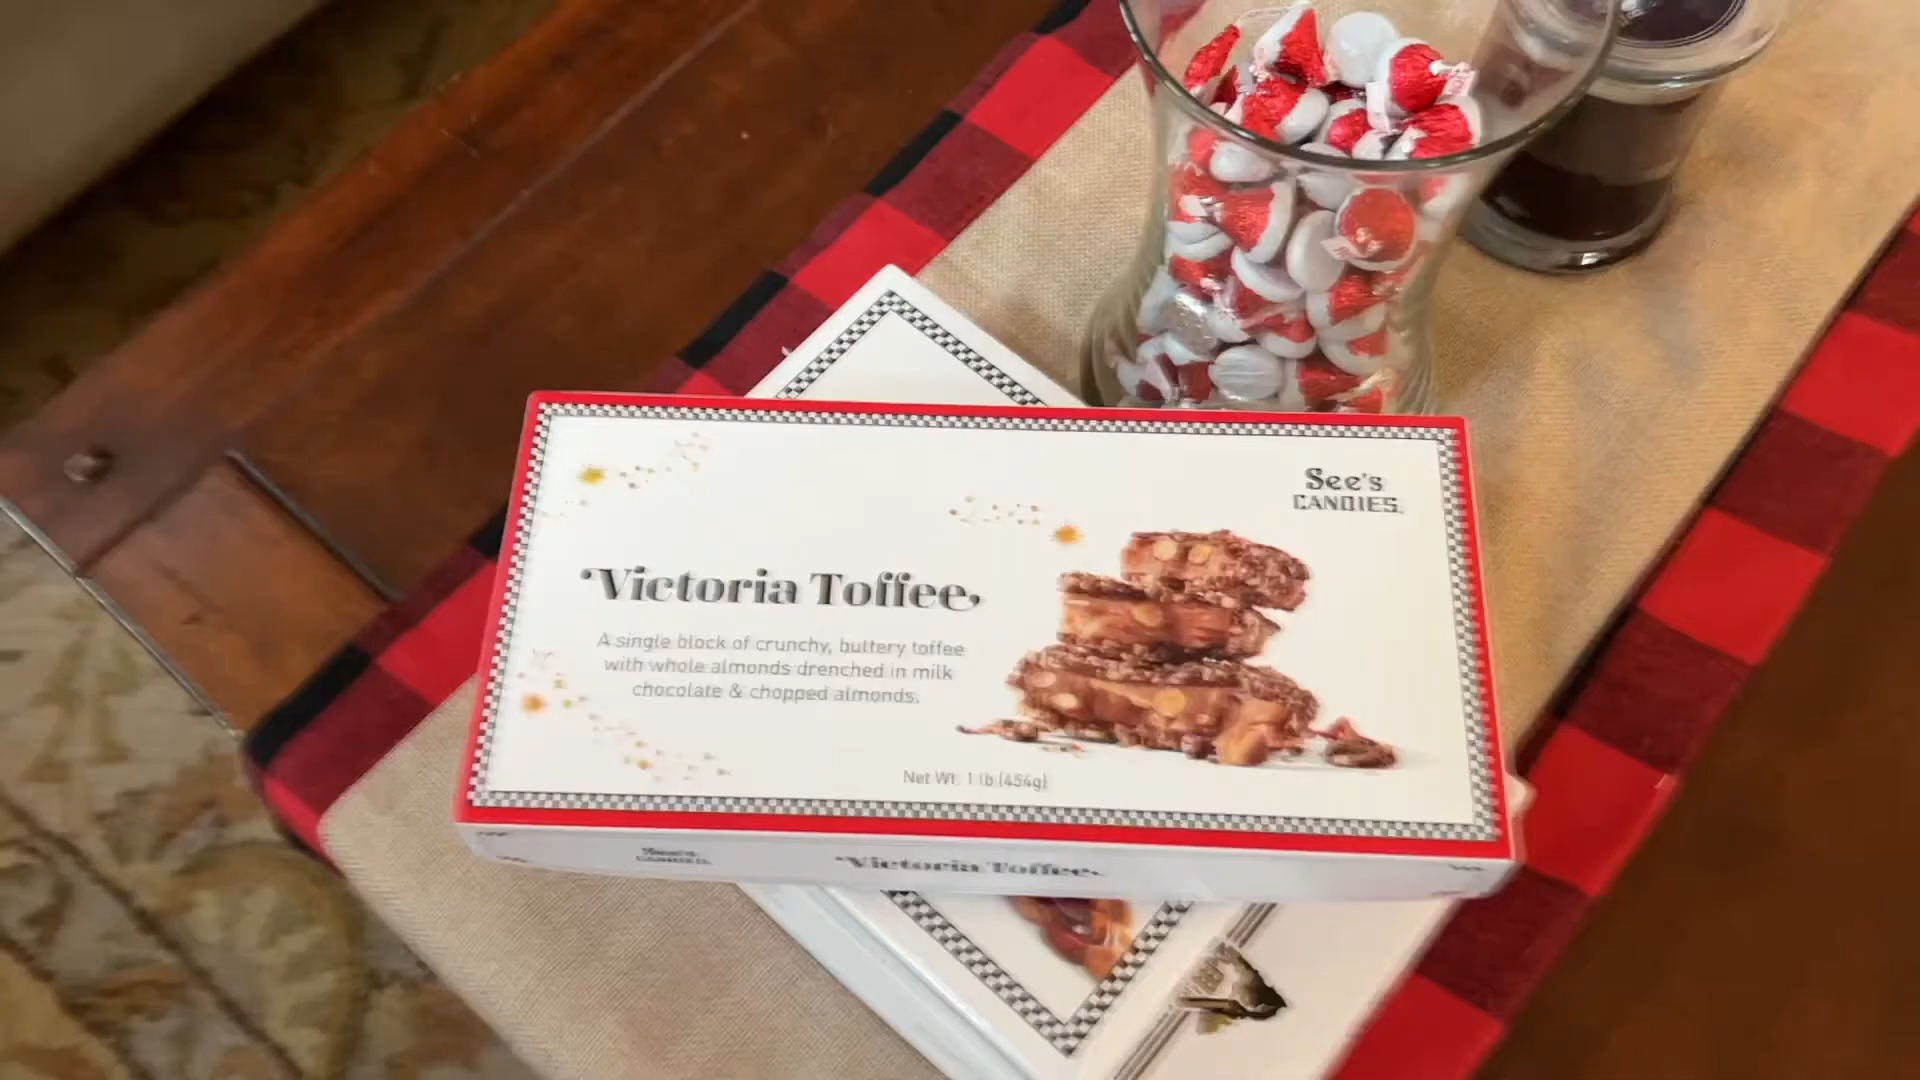 See's
CANDIES®
Victoria Toffee
A single block of crunchy, buttery toffee
with whole almonds drenched in milk
chocolate & chopped almonds.
Net Wt. 1 lb (454g)
See's
CANDIES®
Victoria Toffee